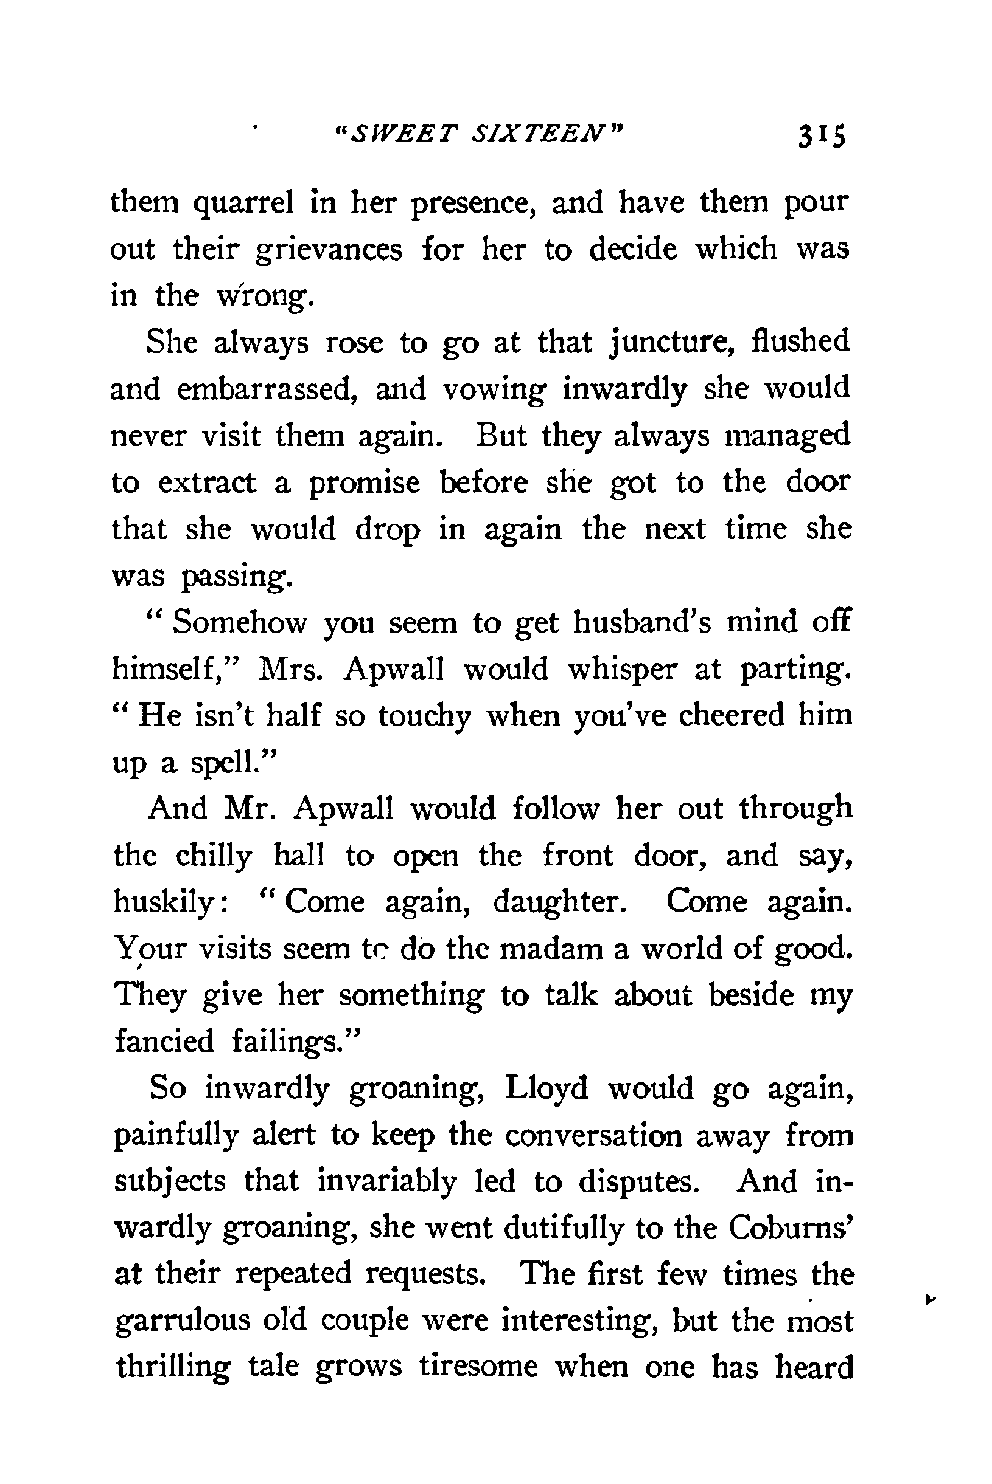 "SWEET SIXTEEN" 315
them quarrel in her presence, and have them pour
out their grievances for her to decide which was
in the wrong.
She always rose to go at that juncture, flushed
and embarrassed, and vowing inwardly she would
never visit them again. But they always managed
to extract a promise before she got to the door
that she would drop in again the next time she
was passing.
" Somehow you seem to get husband's mind off
himself," Mrs. Apwall would whisper at parting.
" He isn't half so touchy when you've cheered him
up a spell."
And Mr. Apwall would follow her out through
the chilly hall to open the front door, and say,
huskily: " Come again, daughter. Come again.
Your visits seem to do the madam a world of good.
They give her something to talk about beside my
fancied failings."
So inwardly groaning, Lloyd would go again,
painfully alert to keep the conversation away from
subjects that invariably led to disputes. And in-
wardly groaning, she went dutifully to the Coburns'
at their repeated requests. The first few times the
garrulous old couple were interesting, but the most
thrilling tale grows tiresome when one has heard